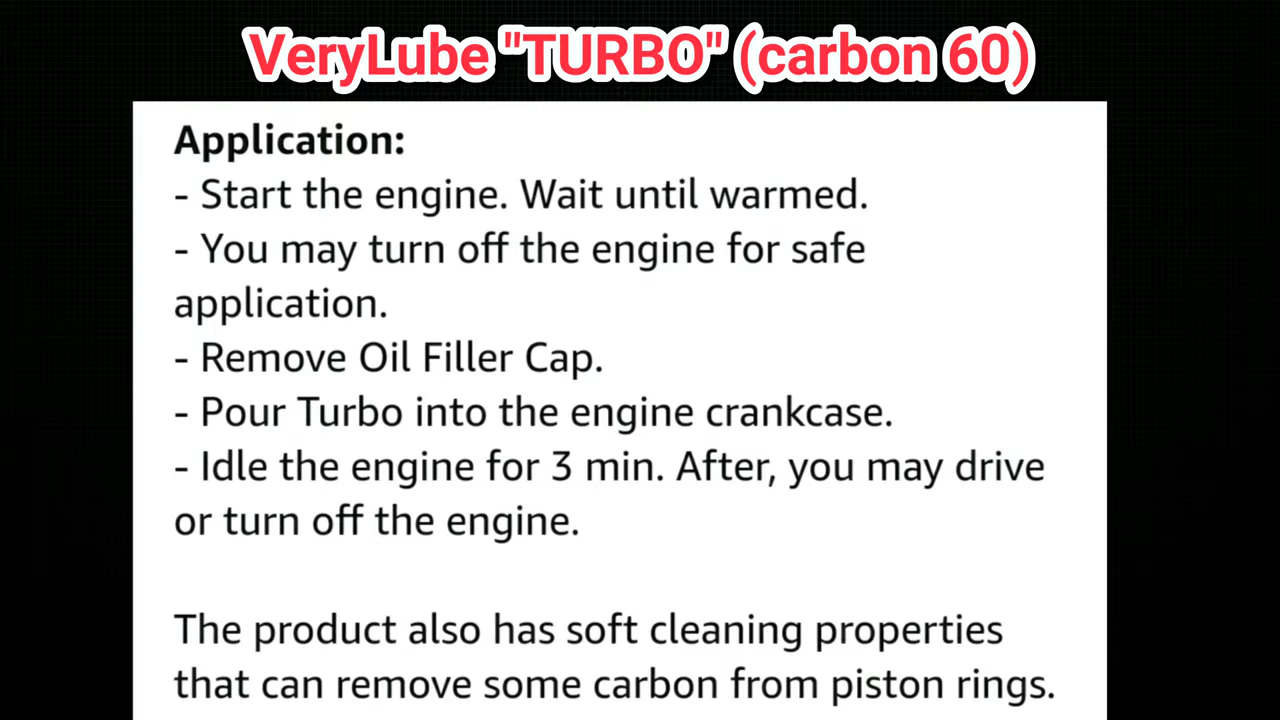 VeryLube "TURBO" (carbon 60)
Application:
- Start the engine. Wait until warmed.
- You may turn off the engine for safe
application.
- Remove Oil Filler Cap.
- Pour Turbo into the engine crankcase.
- Idle the engine for 3 min. After, you may drive
or turn off the engine.
The product also has soft cleaning properties
that can remove some carbon from piston rings.